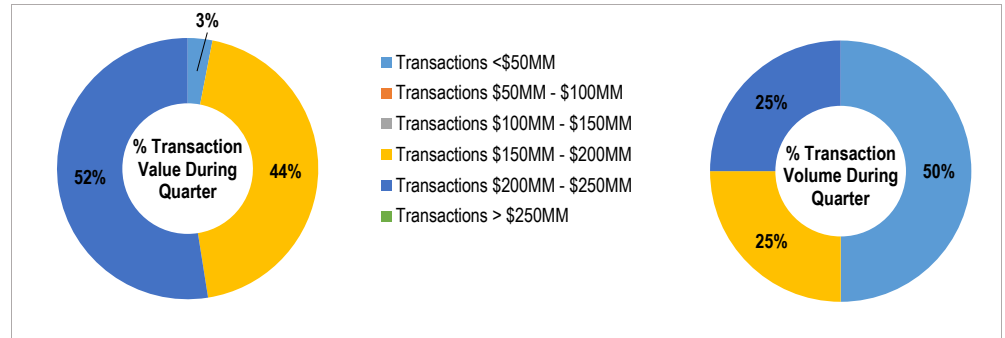 3%
52%
44%
% Transaction
Value During
Quarter
Transactions <$50MM
Transactions $50MM - $100MM
Transactions $100MM - $150MM
Transactions $150MM - $200MM
Transactions $200MM - $250MM
Transactions > $250MM
25%
50%
25%
% Transaction
Volume During
Quarter